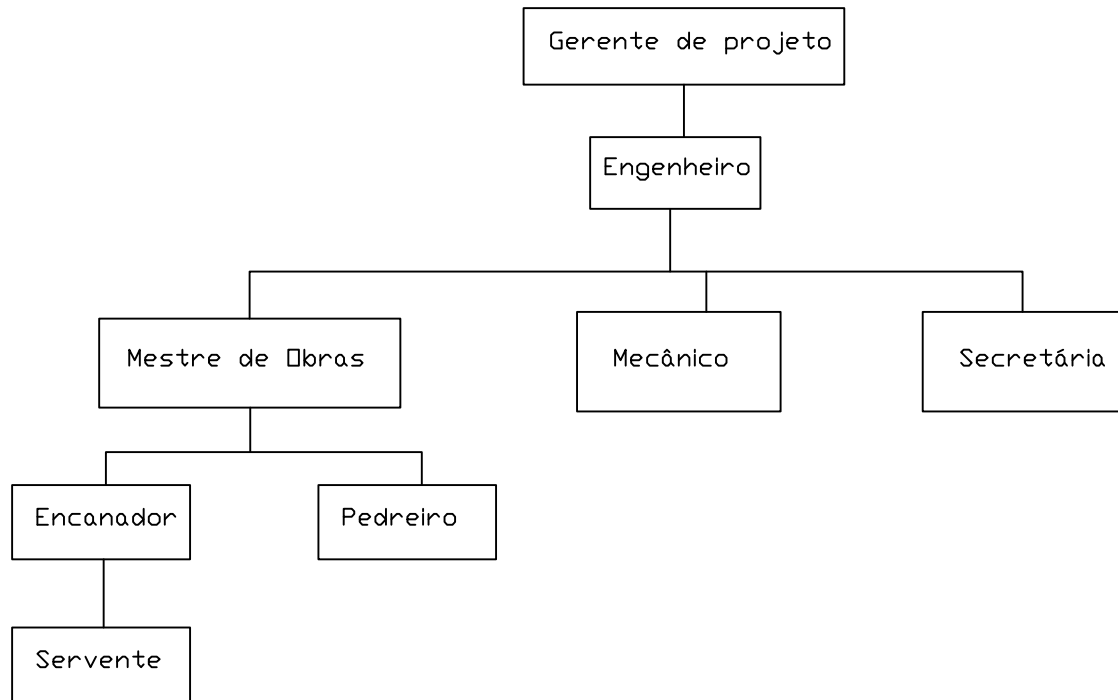 Gerente de projeto
Engenheiro
Mestre de Obras
Mecânico
Secretária
Encanador
Pedreiro
Servente